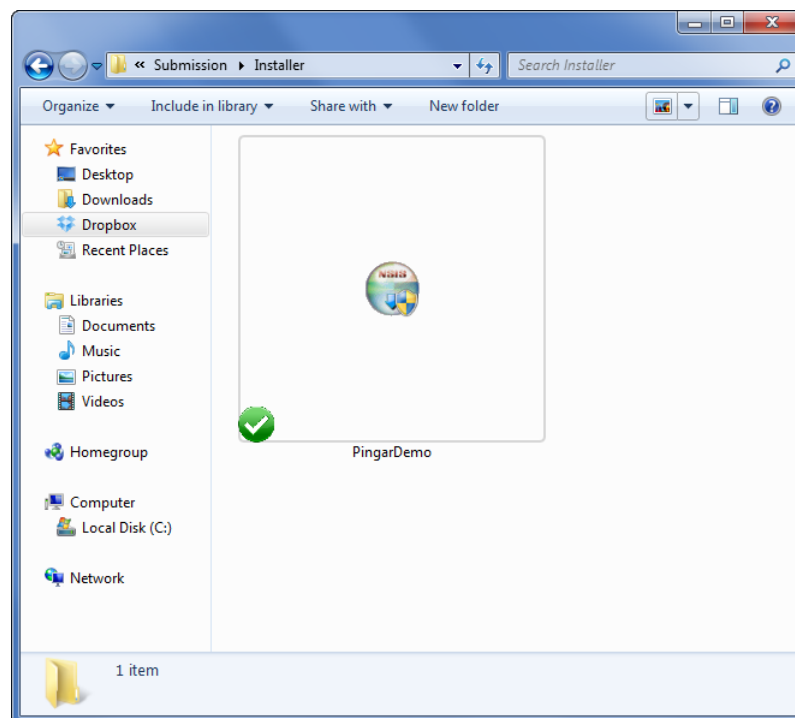 « Submission ▸ Installer
Search Installer
Organize Include in library Share with New folder
Favorites
Desktop
Downloads
Dropbox
Recent Places
Libraries
Documents
Music
Pictures
Videos
Homegroup
Computer
Local Disk (C:)
Network
NSIS
PingarDemo
1 item